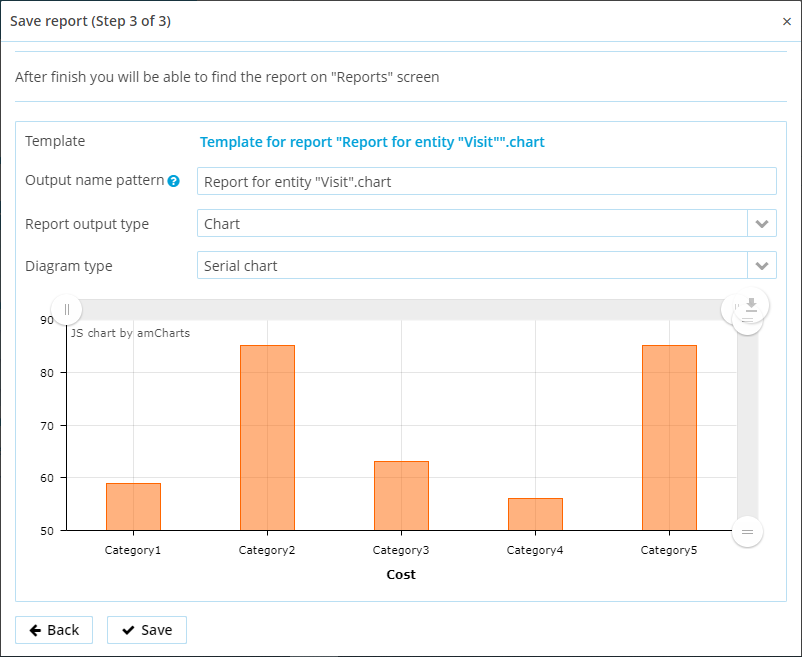 Save report (Step 3 of 3)
×
After finish you will be able to find the report on "Reports" screen
Template
Template for report "Report for entity "Visit"".chart
Output name pattern ?
Report for entity "Visit".chart
Report output type
Chart
Diagram type
Serial chart
JS chart by amCharts
90
80
70
60
50
Category1 Category2 Category3 Category4 Category5
Cost
Back
Save